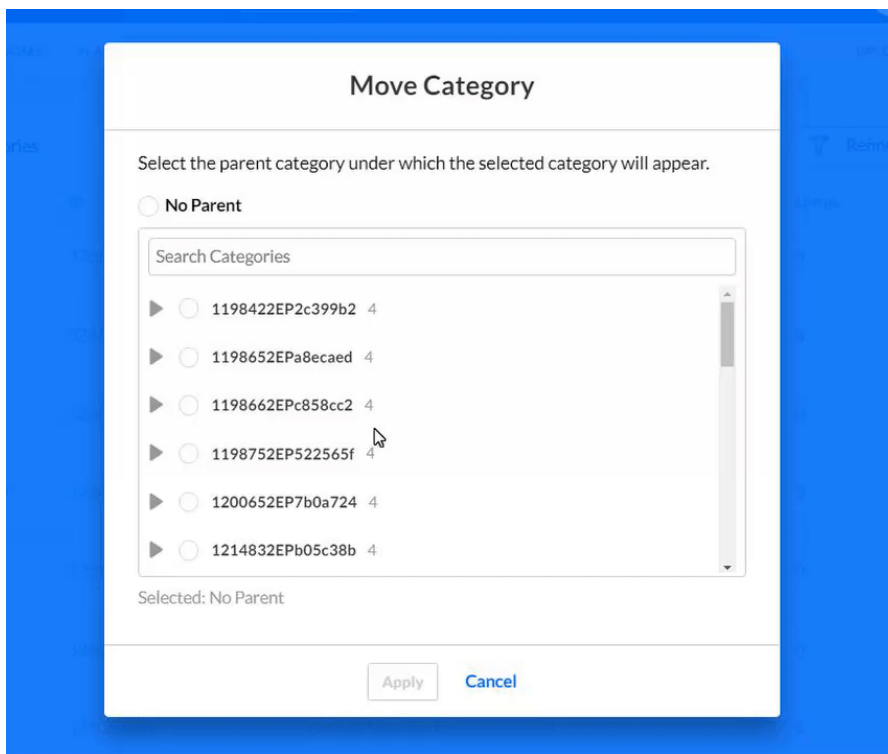 Move Category
Select the parent category under which the selected category will appear.
No Parent
Search Categories
1198422EP2c399b2 4
1198652EPa8ecaed 4
1198662EPc858cc2 4
1198752EP522565f 4
1200652EP7b0a724 4
1214832EPb05c38b 4
Selected: No Parent
Apply Cancel